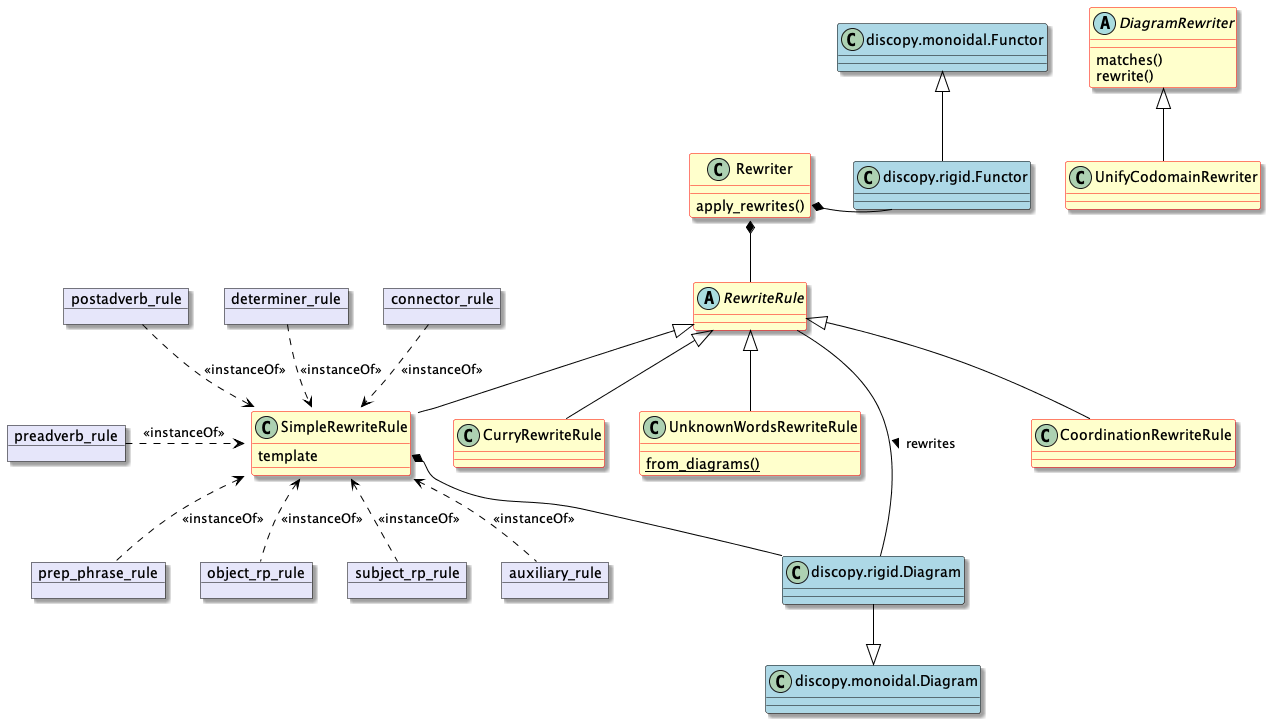 C discopy.monoidal.Functor
A DiagramRewriter
matches()
rewrite()
C Rewriter
apply_rewrites()
C discopy.rigid.Functor
C UnifyCodomainRewriter
postadverb_rule
determiner_rule
connector_rule
A RewriteRule
«instanceOf»
«instanceOf»
«instanceOf»
preadverb_rule
«instanceOf»
C SimpleRewriteRule
template
C CurryRewriteRule
C UnknownWordsRewriteRule
from_diagrams()
rewrites
C CoordinationRewriteRule
«instanceOf»
«instanceOf»
«instanceOf»
«instanceOf»
prep_phrase_rule
object_rp_rule
subject_rp_rule
auxiliary_rule
C discopy.rigid.Diagram
C discopy.monoidal.Diagram